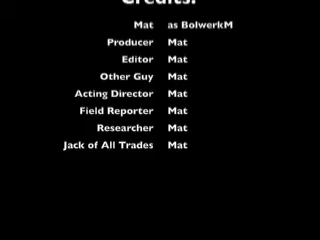 Credits:
Mat as BolwerkM
Producer Mat
Editor Mat
Other Guy Mat
Acting Director Mat
Field Reporter Mat
Researcher Mat
Jack of All Trades Mat